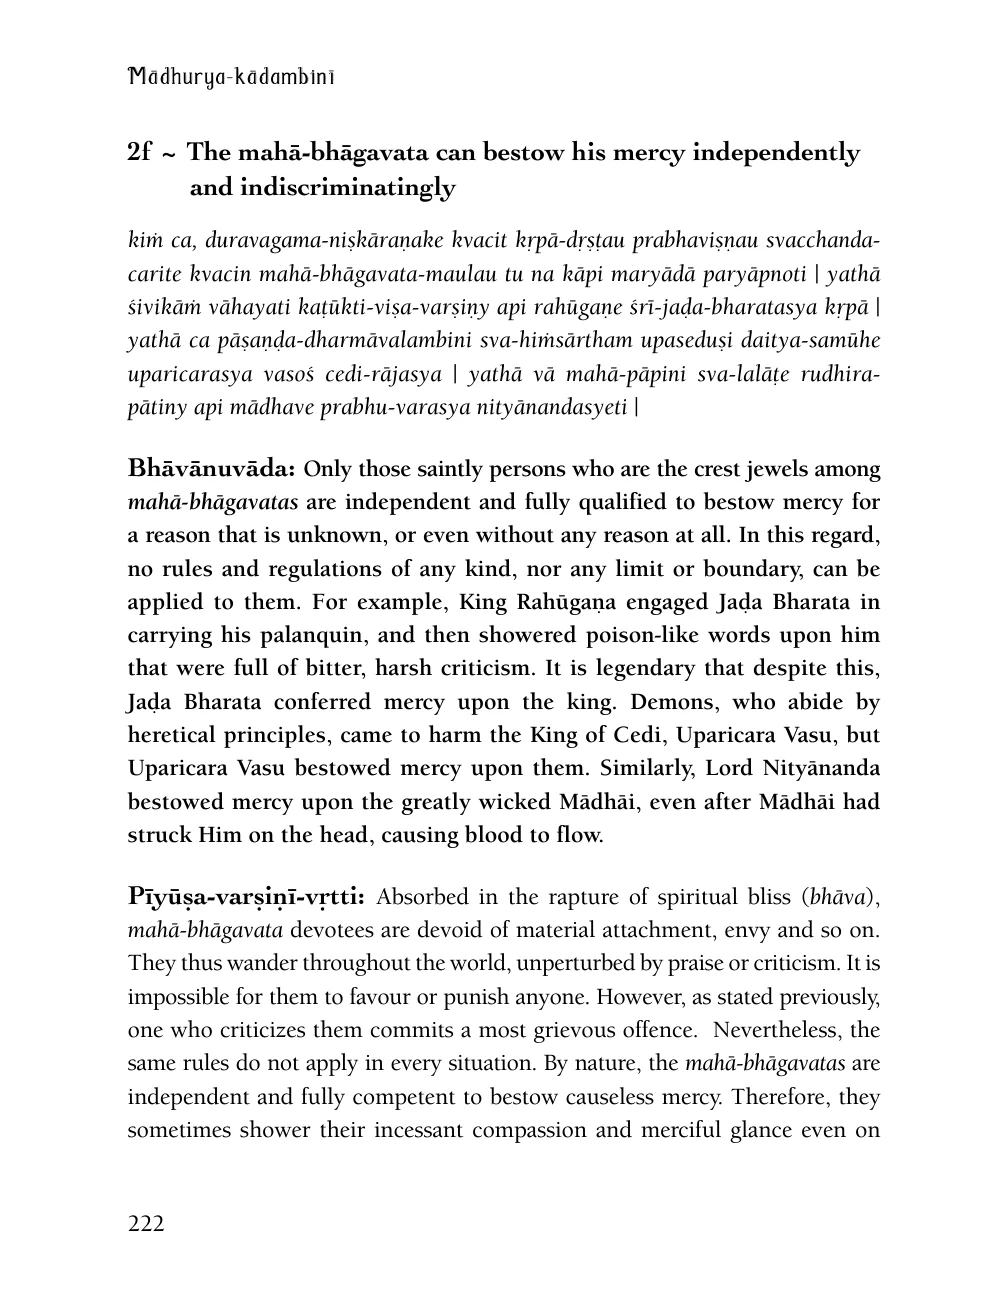 Mādhurya-kādambinī
2f ~ The mahā-bhāgavata can bestow his mercy independently
and indiscriminatingly
kiṁ ca, duravagama-niṣkāraṇake kvacit kṛpā-dṛṣṭau prabhaviṣṇau svacchanda-
carite kvacin mahā-bhāgavata-maulau tu na kāpi maryādā paryāpnoti | yathā
śivikāṁ vāhayati kaṭūkti-viṣa-varṣiṇy api rahūgaṇe śrī-jaḍa-bharatasya kṛpā |
yathā ca pāṣaṇḍa-dharmāvalambini sva-hiṁsārtham upaseduṣi daitya-samūhe
uparicarasya vasoś cedi-rājasya | yathā vā mahā-pāpini sva-lalāṭe rudhira-
pātiny api mādhave prabhu-varasya nityānandasyeti |
Bhāvānuvāda: Only those saintly persons who are the crest jewels among
mahā-bhāgavatas are independent and fully qualified to bestow mercy for
a reason that is unknown, or even without any reason at all. In this regard,
no rules and regulations of any kind, nor any limit or boundary, can be
applied to them. For example, King Rahūgaṇa engaged Jaḍa Bharata in
carrying his palanquin, and then showered poison-like words upon him
that were full of bitter, harsh criticism. It is legendary that despite this,
Jaḍa Bharata conferred mercy upon the king. Demons, who abide by
heretical principles, came to harm the King of Cedi, Uparicara Vasu, but
Uparicara Vasu bestowed mercy upon them. Similarly, Lord Nityānanda
bestowed mercy upon the greatly wicked Mādhāi, even after Mādhāi had
struck Him on the head, causing blood to flow.
Pīyūṣa-varṣiṇī-vṛtti: Absorbed in the rapture of spiritual bliss (bhāva),
mahā-bhāgavata devotees are devoid of material attachment, envy and so on.
They thus wander throughout the world, unperturbed by praise or criticism. It is
impossible for them to favour or punish anyone. However, as stated previously,
one who criticizes them commits a most grievous offence. Nevertheless, the
same rules do not apply in every situation. By nature, the mahā-bhāgavatas are
independent and fully competent to bestow causeless mercy. Therefore, they
sometimes shower their incessant compassion and merciful glance even on
222